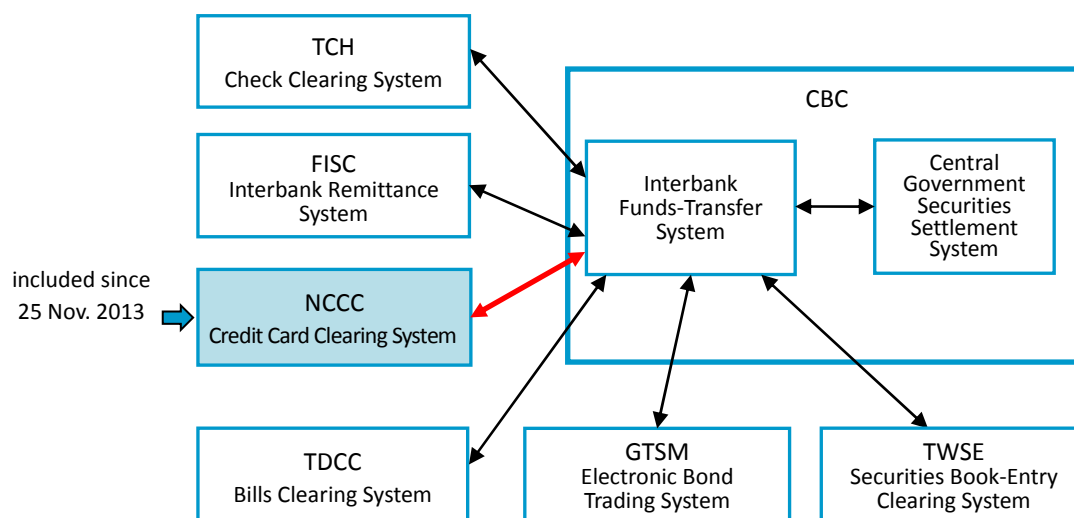 TCH
Check Clearing System
CBC
FISC
Interbank Remittance
System
Interbank
Funds-Transfer
System
Central
Government
Securities
Settlement
System
included since
25 Nov. 2013
NCCC
Credit Card Clearing System
TDCC
Bills Clearing System
GTSM
Electronic Bond
Trading System
TWSE
Securities Book-Entry
Clearing System